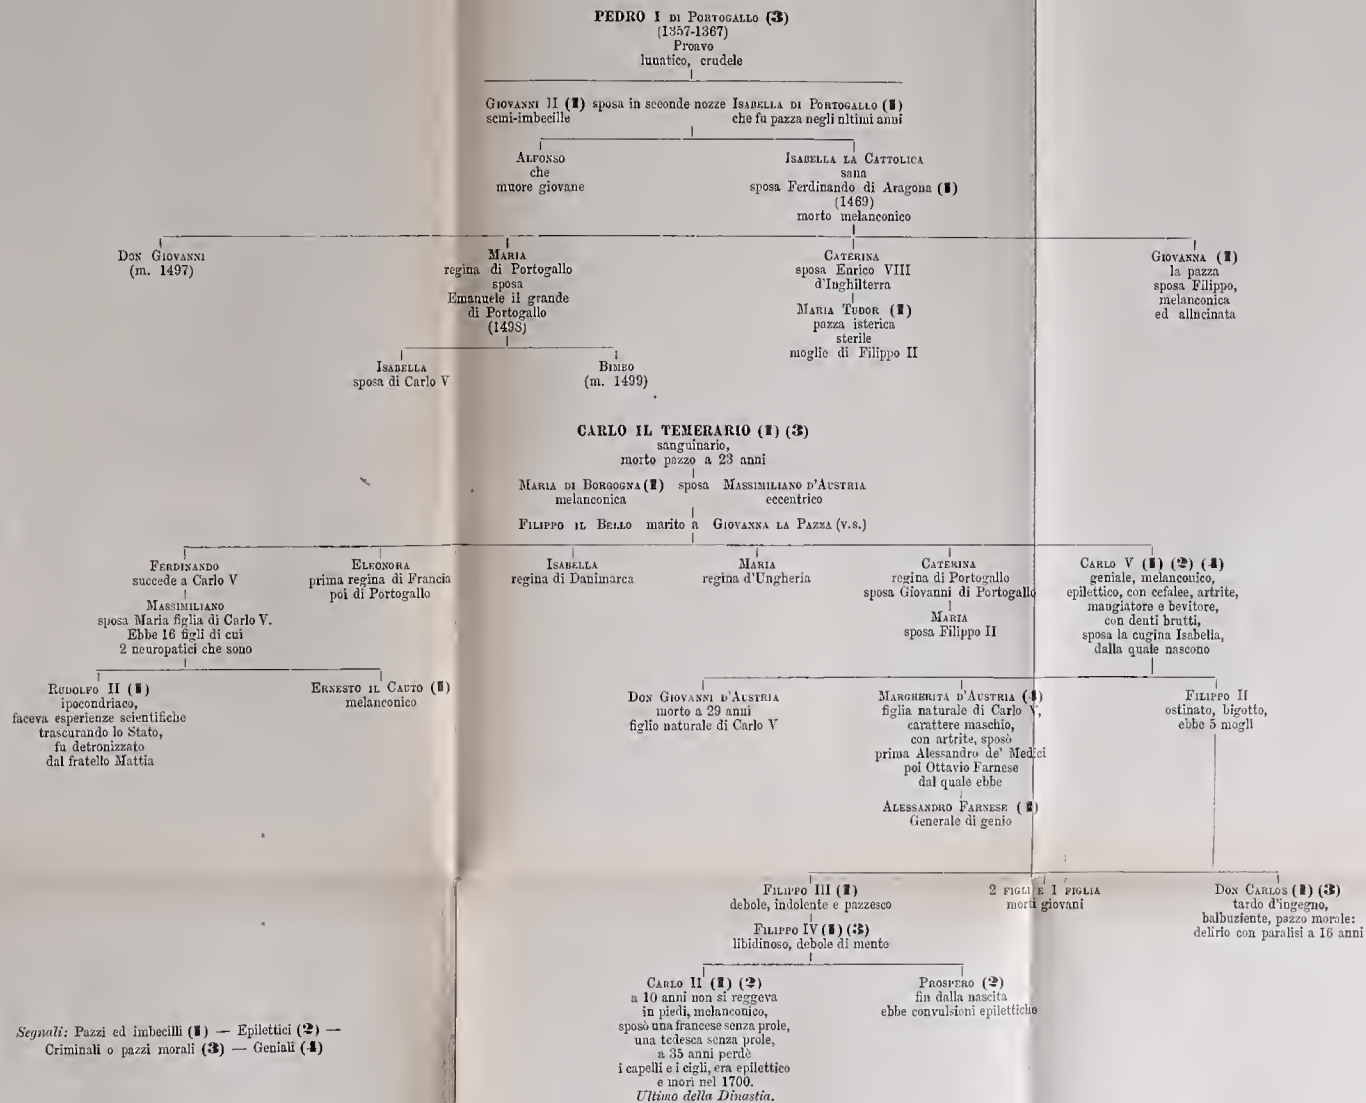 PEDRO I DI PORTOGALLO (3)
(1357-1367)
Proavo
lunatico, crudele
GIOVANNI II (1) sposa in seconde nozze ISABELLA DI PORTOGALLO (1)
semi-imbecille
che fu pazza negli ultimi anni
ALFONSO
che
muore giovane
ISABELLA LA CATTOLICA
sana
sposa Ferdinando di Aragona (1)
(1469)
morto melanconico
DON GIOVANNI
(m. 1497)
MARIA
regina di Portogallo
sposa
Emanuele il grande
di Portogallo
(1498)
CATERINA
sposa Enrico VIII
d'Inghilterra
MARIA TUDOR (1)
pazza isterica
sterile
moglie di Filippo II
GIOVANNA (1)
la pazza
sposa Filippo,
melanconica
ed allucinata
ISABELLA
sposa di Carlo V
BIMBO
(m. 1499)
CARLO IL TEMERARIO (1) (3)
sanguinario,
morto pazzo a 23 anni
MARIA DI BORGOGNA (1) sposa MASSIMILIANO D'AUSTRIA
melanconica
eccentrico
FILIPPO IL BELLO marito a GIOVANNA LA PAZZA (v.s.)
FERDINANDO
succede a Carlo V
MASSIMILIANO
sposa Maria figlia di Carlo V.
Ebbe 16 figli di cui
2 neuropatici che sono
ELEONORA
prima regina di Francia
poi di Portogallo
ISABELLA
regina di Danimarca
MARIA
regina d'Ungheria
CATERINA
regina di Portogallo
sposa Giovanni di Portogallo
MARIA
sposa Filippo II
CARLO V (1) (2) (4)
geniale, melanconico,
epilettico, con cefalee, artrite,
mangiatore e bevitore,
con denti brutti,
sposa la cugina Isabella,
dalla quale nascono
RUDOLFO II (1)
ipocondriaco,
faceva esperienze scientifiche
trascurando lo Stato,
fu detronizzato
dal fratello Mattia
ERNESTO IL CAUTO (1)
melanconico
DON GIOVANNI D'AUSTRIA
morto a 29 anni
figlio naturale di Carlo V
MARGHERITA D'AUSTRIA (4)
figlia naturale di Carlo V,
carattere maschio,
con artrite, sposò
prima Alessandro de' Medici
poi Ottavio Farnese
dal quale ebbe
ALESSANDRO FARNESE
Generale di genio
FILIPPO II
ostinato, bigotto,
ebbe 5 mogli
FILIPPO III (1)
debole, indolente e pazzesco
FILIPPO IV (1) (3)
libidinoso, debole di mente
2 FIGLI E 1 FIGLIA
morti giovani
DON CARLOS (1) (3)
tardo d'ingegno,
balbuziente, pazzo morale:
delirio con paralisi a 16 anni
CARLO II (1) (2)
a 10 anni non si reggeva
in piedi, melanconico,
sposò una francese senza prole,
una tedesca senza prole,
a 35 anni perdè
i capelli e i cigli, era epilettico
e morì nel 1700.
Ultimo della Dinastia.
PROSPERO (2)
fin dalla nascita
ebbe convulsioni epilettiche
Segnali: Pazzi ed imbecilli (1) — Epilettici (2) —
Criminali o pazzi morali (3) — Geniali (4)